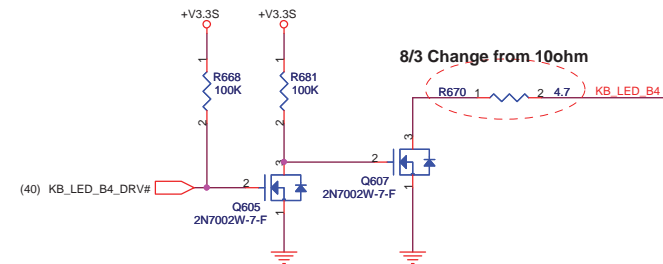 +V3.3S
+V3.3S
8/3 Change from 10ohm
1
1
R668
100K
R681
100K
R670
1
2
4.7
KB_LED_B4
2
2
3
3
(40)
KB_LED_B4_DRV#
2
2
Q605
2N7002W-7-F
1
Q607
2N7002W-7-F
1